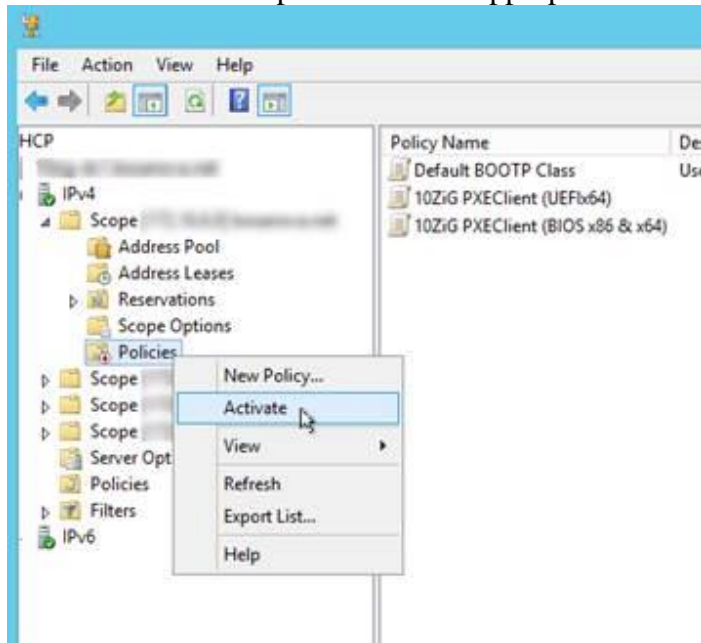 File Action View Help
HCP
IPv4
Scope
Address Pool
Address Leases
Reservations
Scope Options
Policies
Scope
Scope
Scope
Server Opt
Policies
Filters
IPv6
New Policy...
Activate
View
Refresh
Export List...
Help
Policy Name De
Default BOOTP Class Use
10ZiG PXEClient (UEFIx64)
10ZiG PXEClient (BIOS x86 & x64)